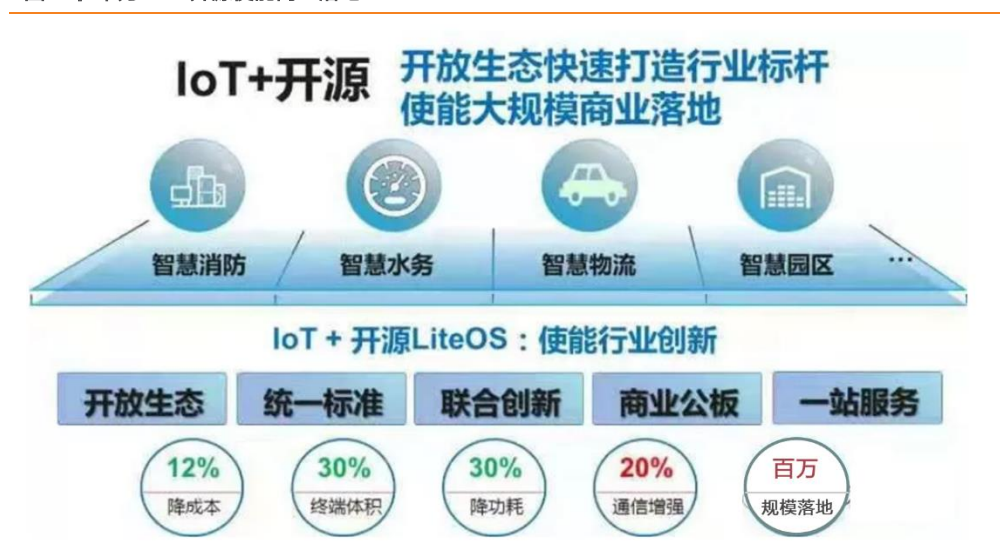 IoT+开源
开放生态快速打造行业标杆
使能大规模商业落地
智慧消防
智慧水务
智慧物流
智慧园区
...
IoT + 开源LiteOS：使能行业创新
开放生态
统一标准
联合创新
商业公板
一站服务
12%
降成本
30%
终端体积
30%
降功耗
20%
通信增强
百万
规模落地